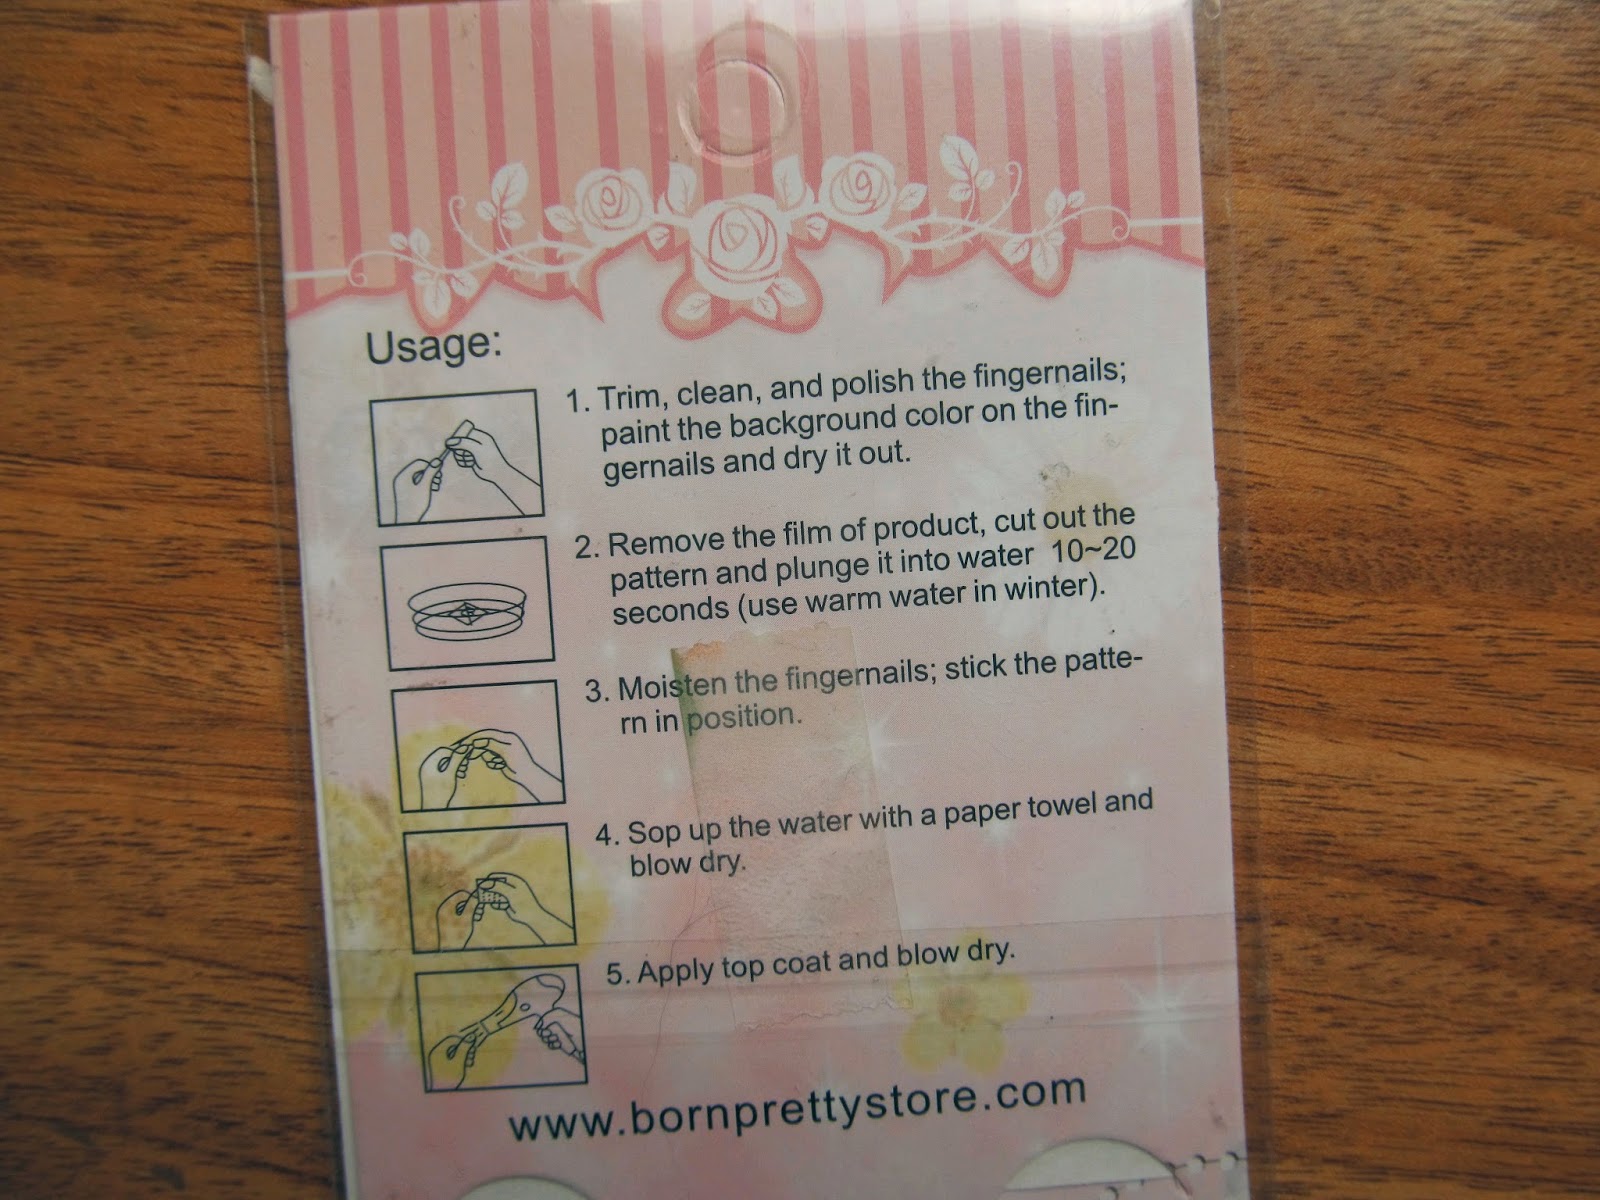 Usage:
1. Trim, clean, and polish the fingernails;
paint the background color on the fin-
gernails and dry it out.
2. Remove the film of product, cut out the
pattern and plunge it into water 10~20
seconds (use warm water in winter).
3. Moisten the fingernails; stick the patte-
rn in position.
4. Sop up the water with a paper towel and
blow dry.
5. Apply top coat and blow dry.
www.bornprettystore.com